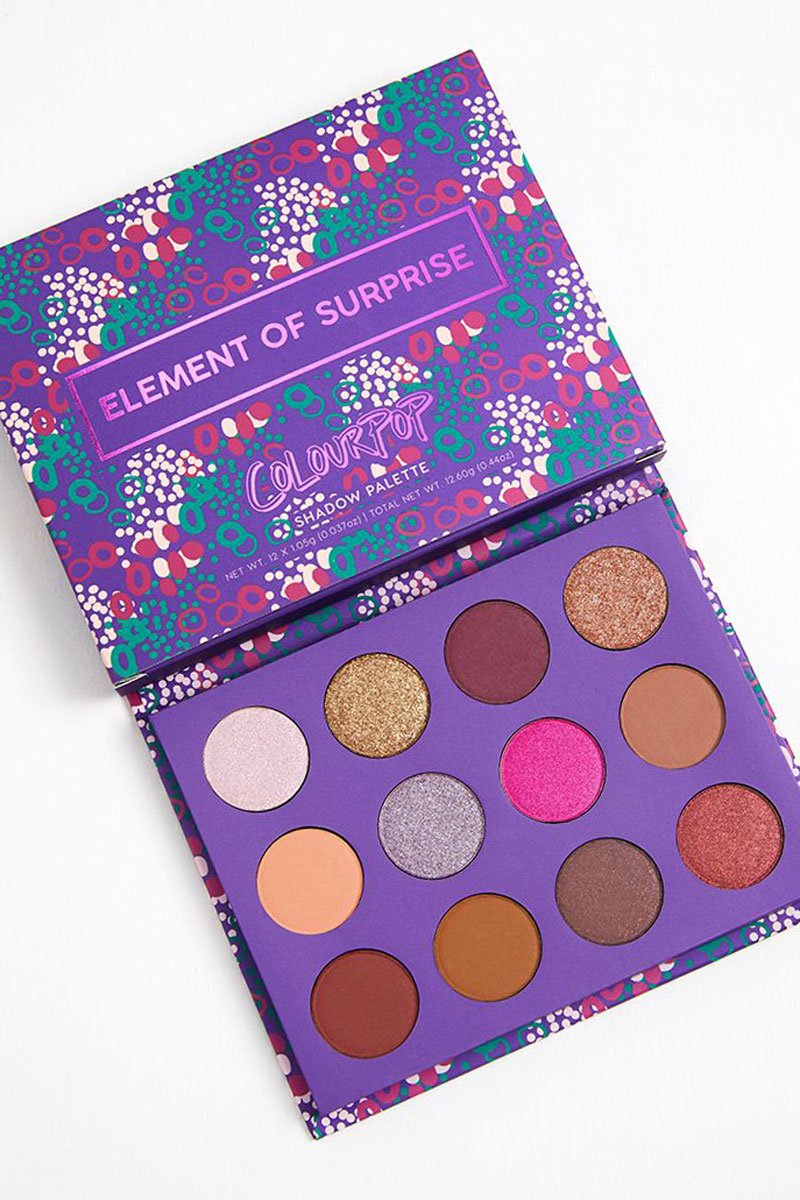 ELEMENT OF SURPRISE
COLOURPOP
SHADOW PALETTE
NET WT. 12 X 1.05g (0.037oz) | TOTAL NET WT. 12.60g (0.44oz)